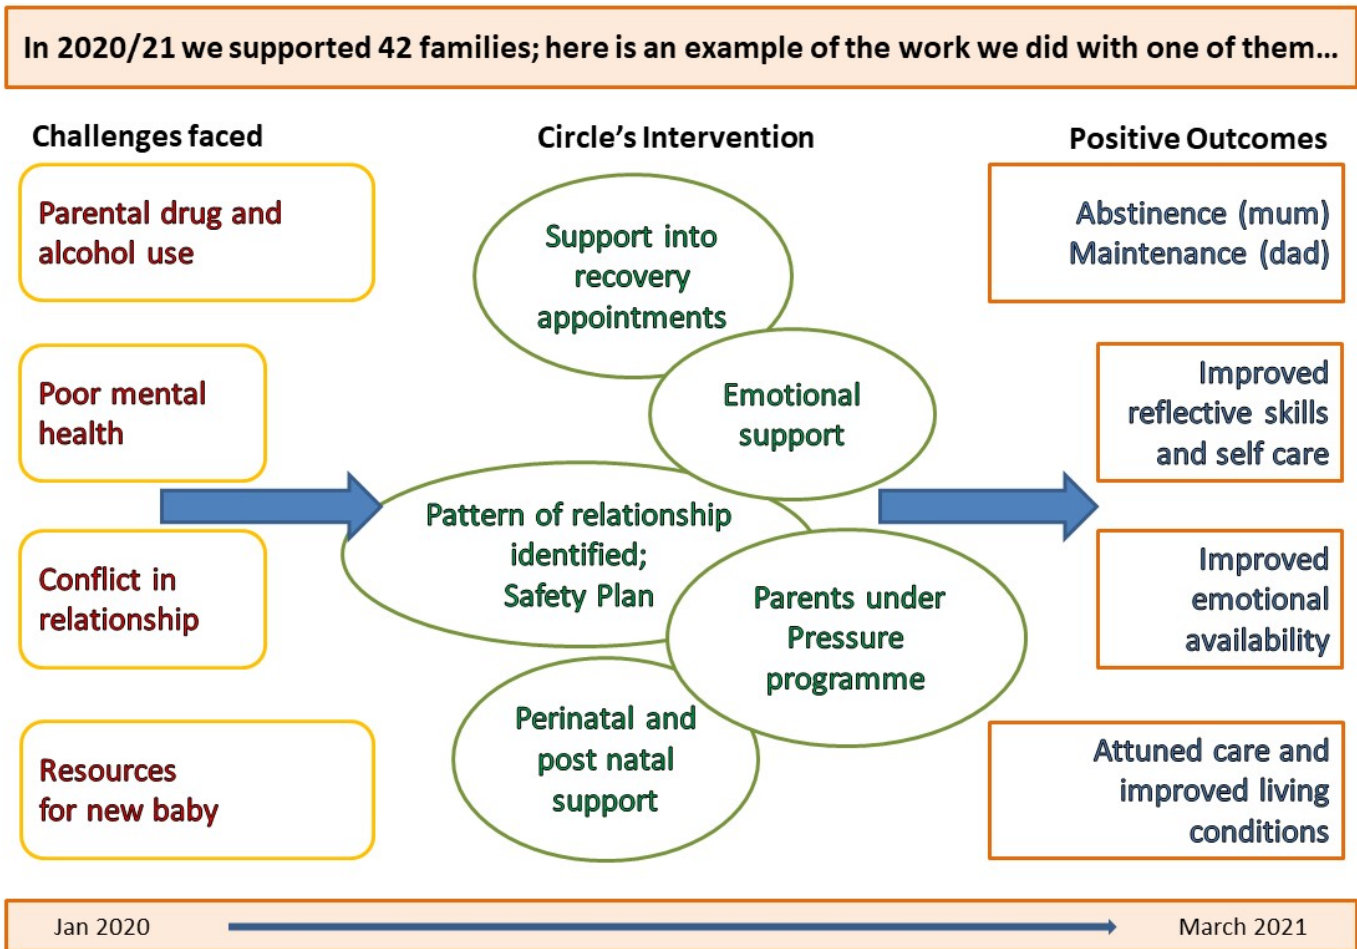 In 2020/21 we supported 42 families; here is an example of the work we did with one of them...
Challenges faced
Parental drug and
alcohol use
Poor mental
health
Conflict in
relationship
Resources
for new baby
Circle's Intervention
Support into
recovery
appointments
Emotional
support
Pattern of relationship
identified;
Safety Plan
Parents under
Pressure
programme
Perinatal and
post natal
support
Positive Outcomes
Abstinence (mum)
Maintenance (dad)
Improved
reflective skills
and self care
Improved
emotional
availability
Attuned care and
improved living
conditions
Jan 2020
March 2021